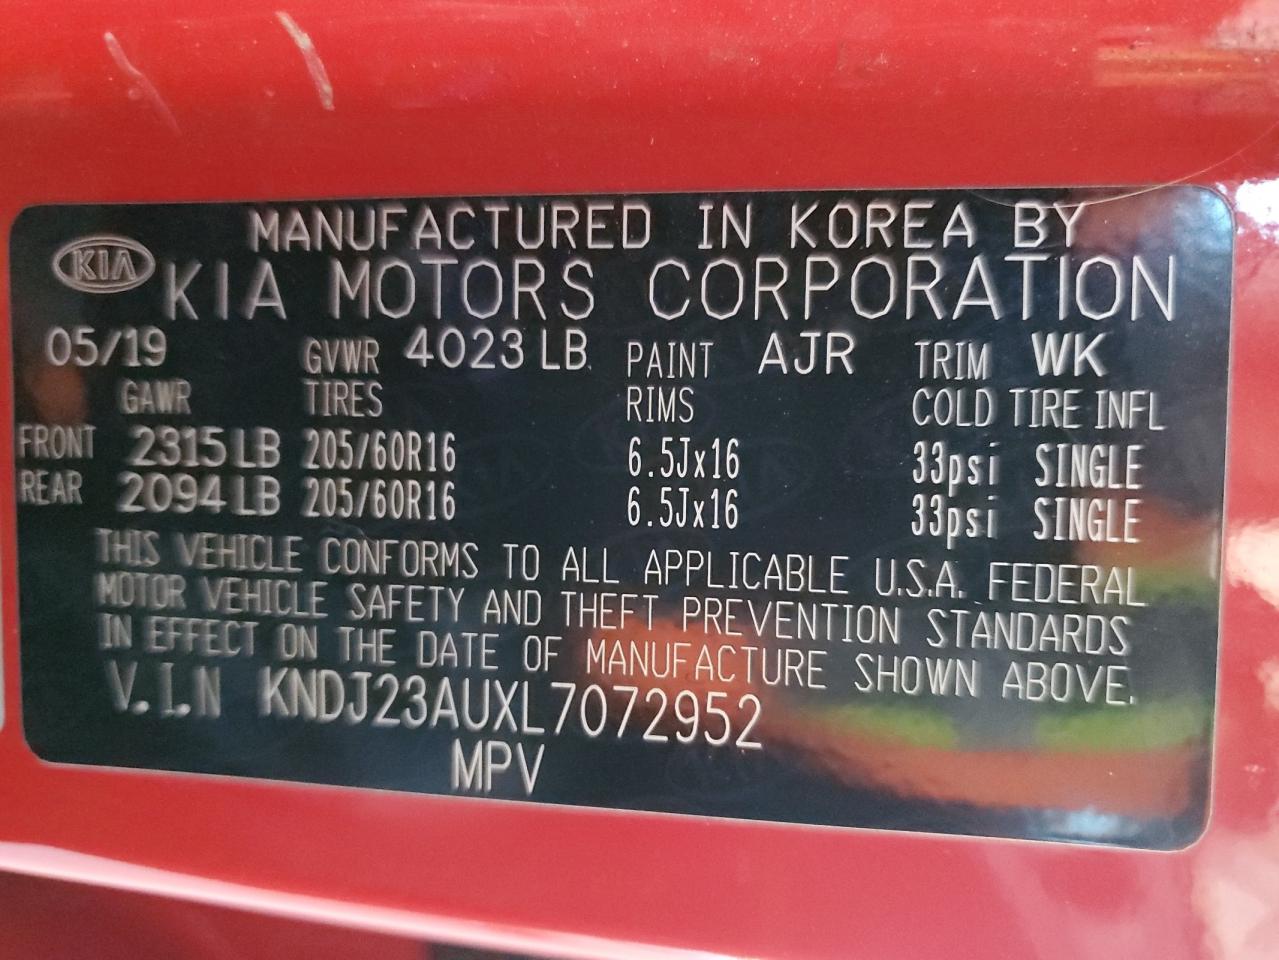 MANUFACTURED IN KOREA BY
KIA KIA MOTORS CORPORATION
05/19 GVWR 4023 LB PAINT AJR TRIM WK
GAWR TIRES RIMS COLD TIRE INFL
FRONT 2315 LB 205/60R16 6.5Jx16 33psi SINGLE
REAR 2094 LB 205/60R16 6.5Jx16 33psi SINGLE
THIS VEHICLE CONFORMS TO ALL APPLICABLE U.S.A. FEDERAL
MOTOR VEHICLE SAFETY AND THEFT PREVENTION STANDARDS
IN EFFECT ON THE DATE OF MANUFACTURE SHOWN ABOVE.
V.I.N KNDJ23AUXL7072952
MPV